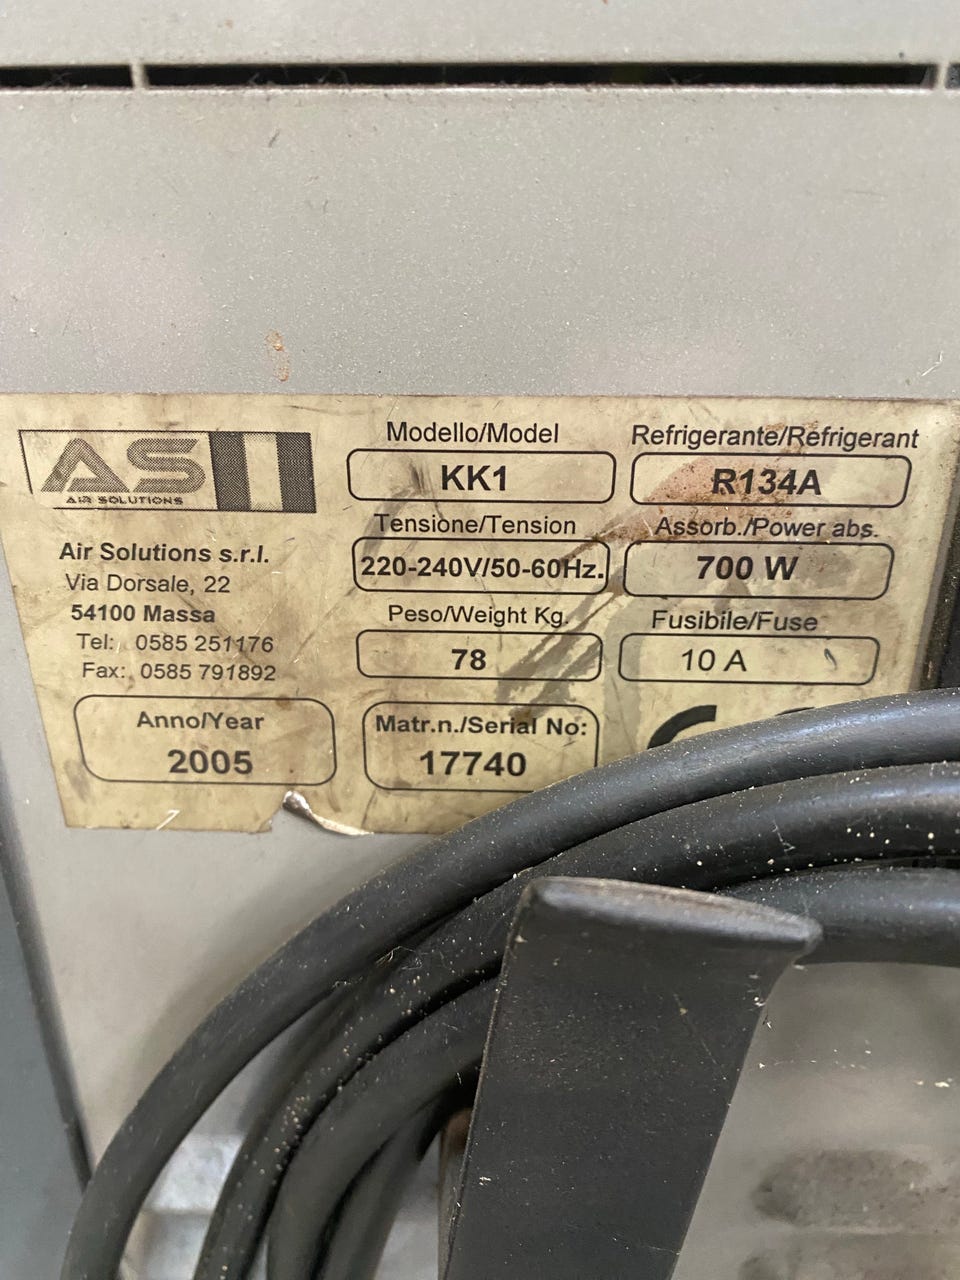 AS
AIR SOLUTIONS
Air Solutions s.r.l.
Via Dorsale, 22
54100 Massa
Tel: 0585 251176
Fax: 0585 791892
Anno/Year
2005
Modello/Model
KK1
Tensione/Tension
220-240V/50-60Hz.
Peso/Weight Kg.
78
Matr.n./Serial No:
17740
Refrigerante/Refrigerant
R134A
Assorb./Power abs.
700 W
Fusibile/Fuse
10 A